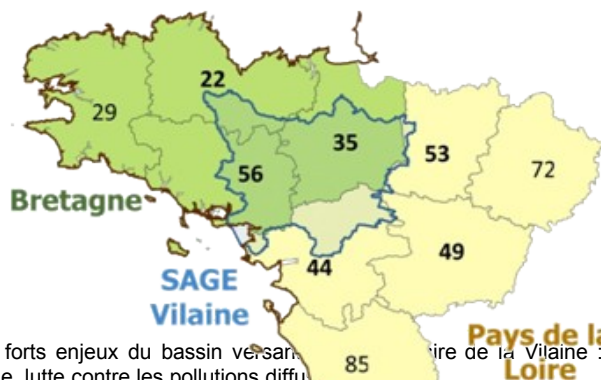 22
29
35
53
72
56
Bretagne
49
SAGE
Vilaine
44
Pays de la
Loire
85
forts enjeux du bassin versan
ire de la Vilaine :
e, lutte contre les pollutions diffu